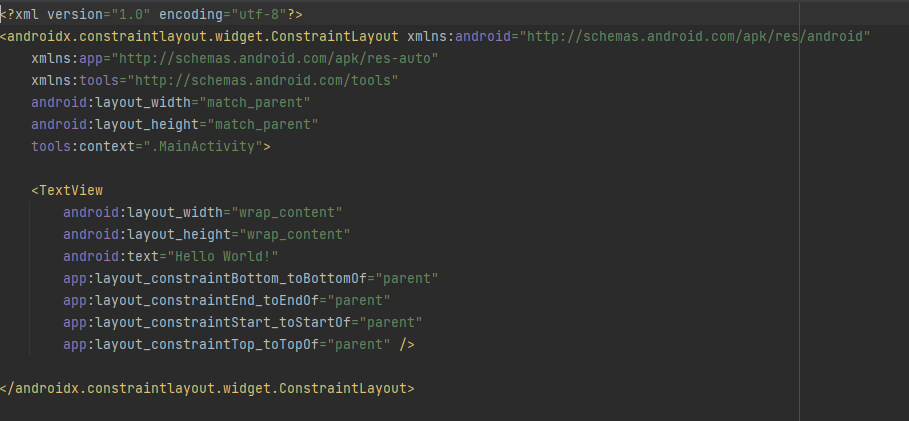 <?xml version="1.0" encoding="utf-8"?>
<androidx.constraintlayout.widget.ConstraintLayout xmlns:android="http://schemas.android.com/apk/res/android"
    xmlns:app="http://schemas.android.com/apk/res-auto"
    xmlns:tools="http://schemas.android.com/tools"
    android:layout_width="match_parent"
    android:layout_height="match_parent"
    tools:context=".MainActivity">

    <TextView
        android:layout_width="wrap_content"
        android:layout_height="wrap_content"
        android:text="Hello World!"
        app:layout_constraintBottom_toBottomOf="parent"
        app:layout_constraintEnd_toEndOf="parent"
        app:layout_constraintStart_toStartOf="parent"
        app:layout_constraintTop_toTopOf="parent" />

</androidx.constraintlayout.widget.ConstraintLayout>